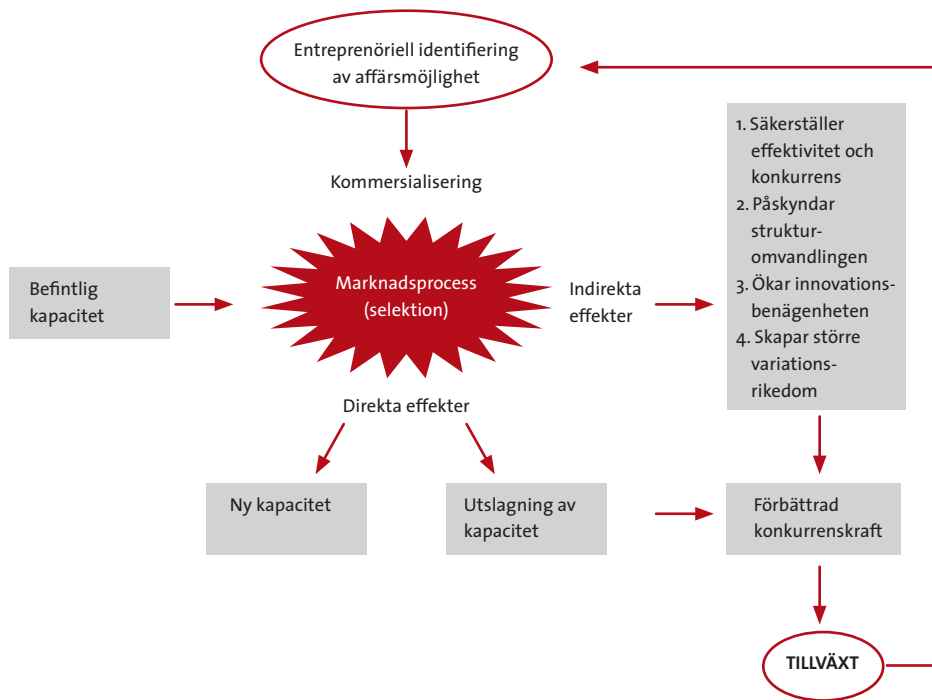 Entreprenöriell identifiering
av affärsmöjlighet
Kommersialisering
Befintlig
kapacitet
Marknadsprocess
(selektion)
Indirekta
effekter
1. Säkerställer
effektivitet och
konkurrens
2. Påskyndar
struktur-
omvandlingen
3. Ökar innovations-
benägenheten
4. Skapar större
variations-
rikedom
Direkta effekter
Ny kapacitet
Utslagning av
kapacitet
Förbättrad
konkurrenskraft
TILLVÄXT